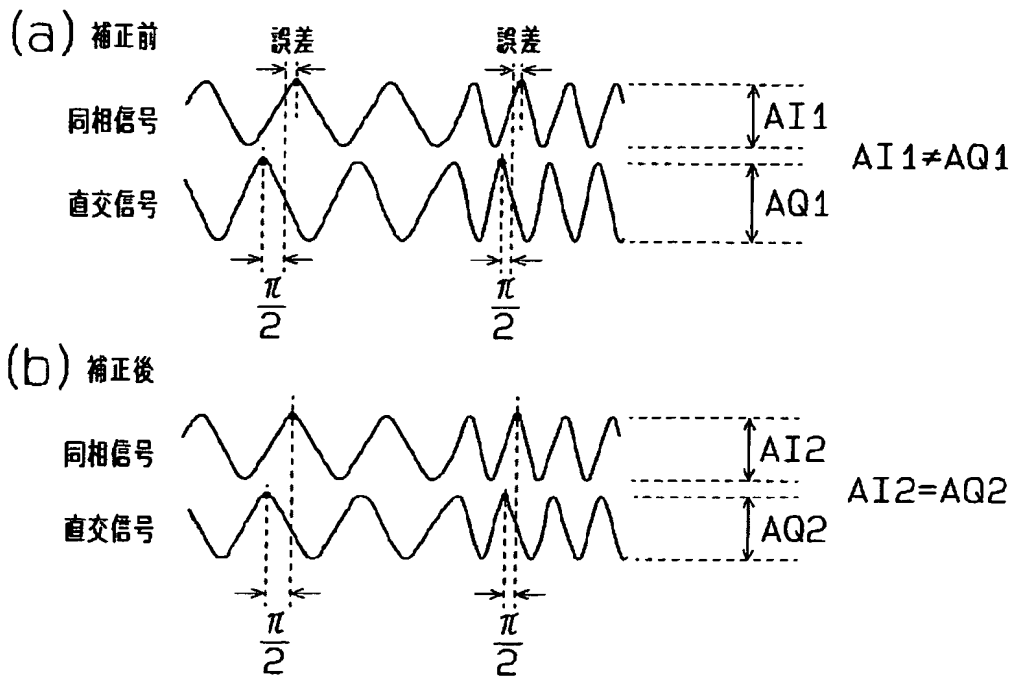 (a) 補正前
誤差 誤差
同相信号
AI1
AI1≠AQ1
直交信号
AQ1
π/2 π/2
(b) 補正後
同相信号
AI2
AI2=AQ2
直交信号
AQ2
π/2 π/2